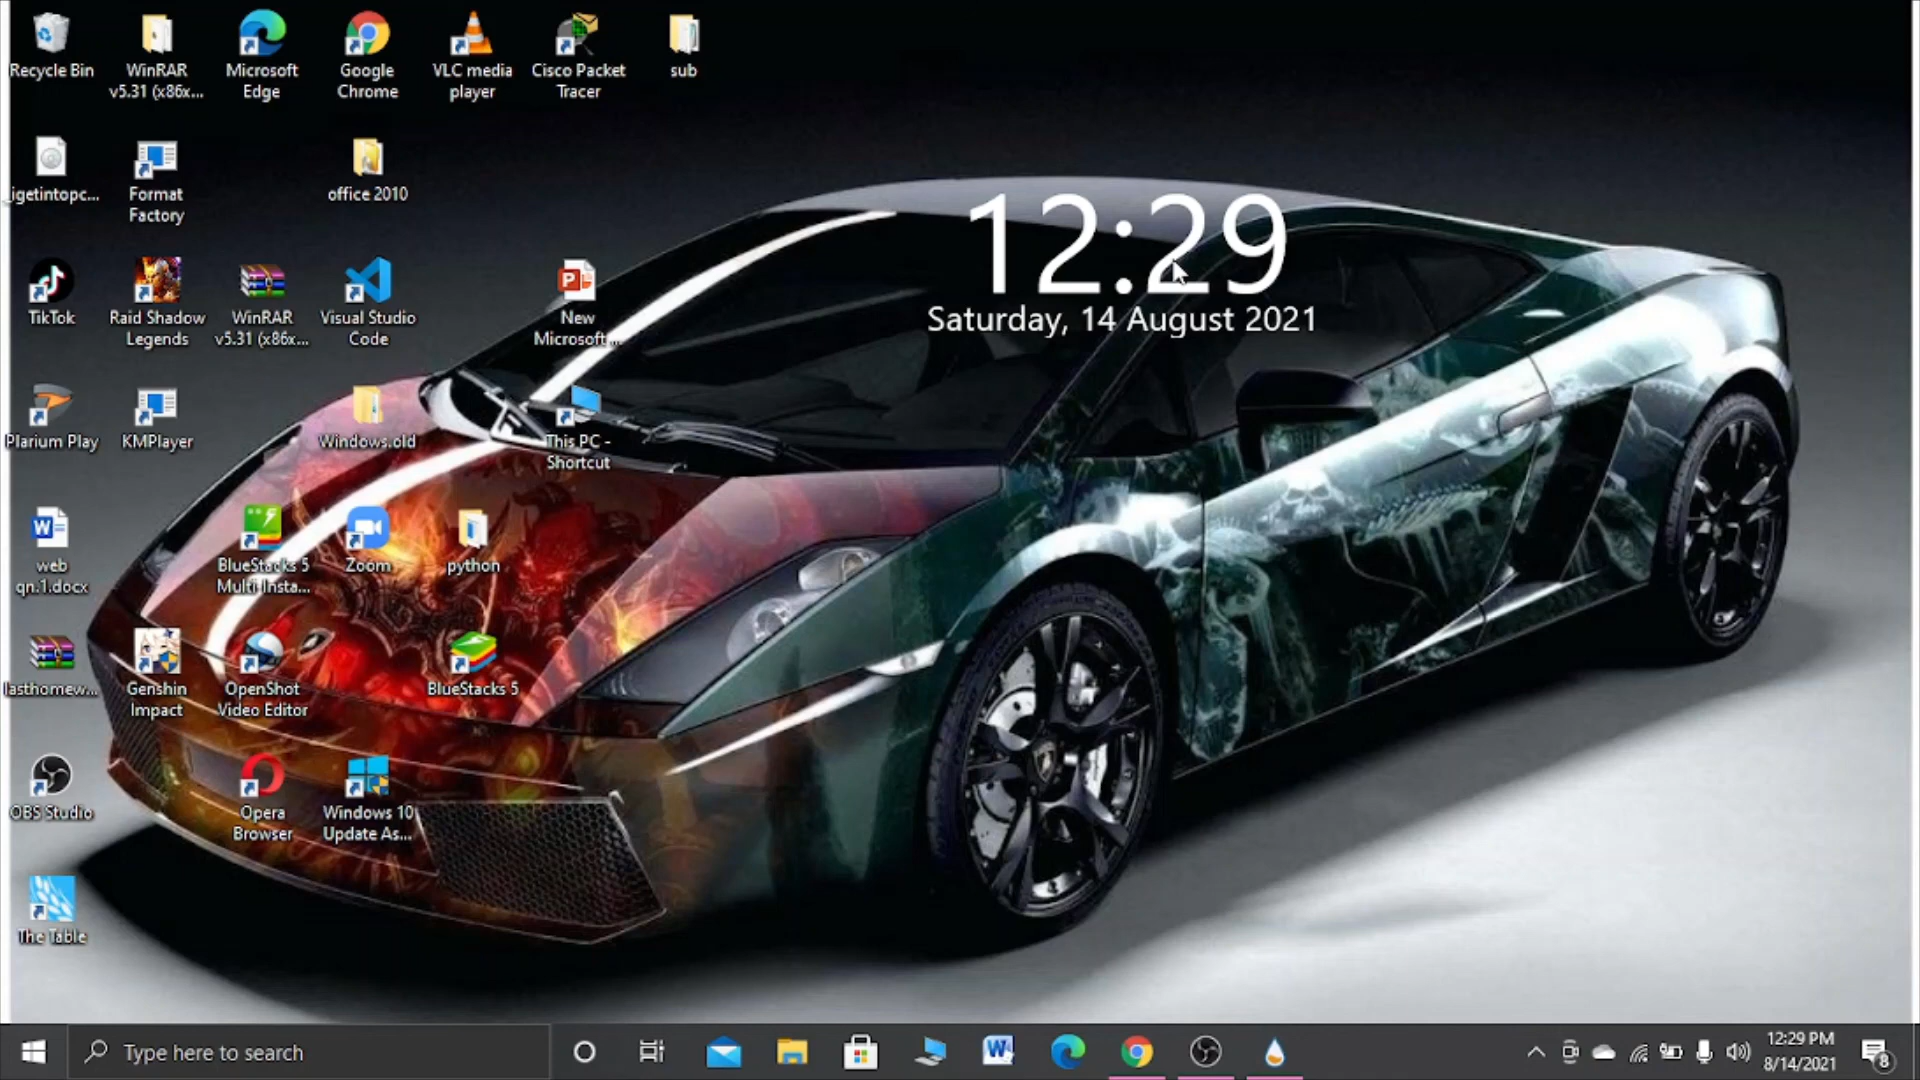 Recycle Bin
WinRAR
v5.31 (x86x...
Microsoft
Edge
Google
Chrome
VLC media
player
Cisco Packet
Tracer
sub
igetintopc...
Format
Factory
office 2010
12:29
Saturday, 14 August 2021
TikTok
Raid Shadow
Legends
WinRAR
v5.31 (x86x...
Visual Studio
Code
New
Microsoft...
Plarium Play
KMPlayer
Windows.old
This PC -
Shortcut
web
qn.1.docx
BlueStacks 5
Multi-Insta...
Zoom
python
lasthomew...
Genshin
Impact
OpenShot
Video Editor
BlueStacks 5
OBS Studio
Opera
Browser
Windows 10
Update As...
The Table
Type here to search
12:29 PM
8/14/2021
8